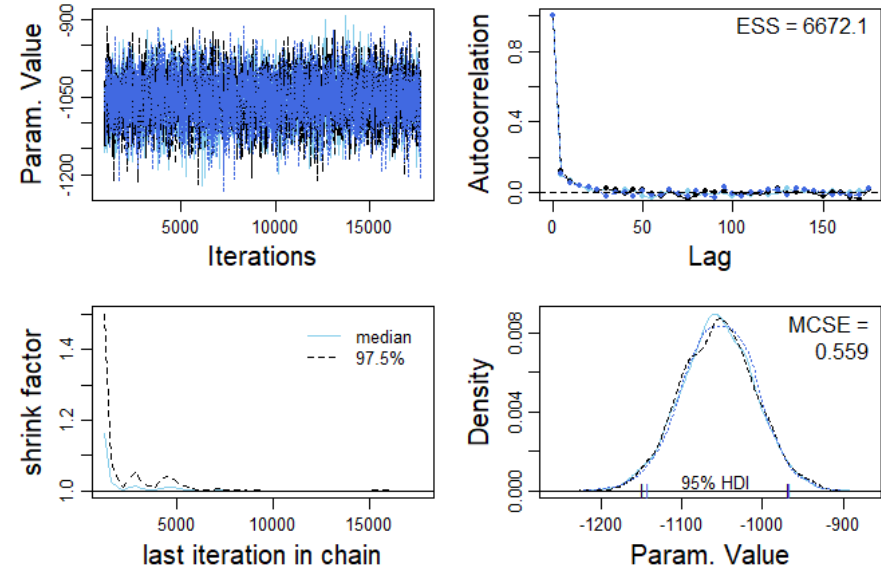 Param. Value
-900
-1050
-1200
5000 10000 15000
Iterations
Autocorrelation
0.8
0.4
0.0
ESS = 6672.1
0 50 100 150
Lag
shrink factor
1.4
1.2
1.0
median
97.5%
5000 10000 15000
last iteration in chain
Density
0.008
0.004
0.000
MCSE =
0.559
95% HDI
-1200 -1100 -1000 -900
Param. Value